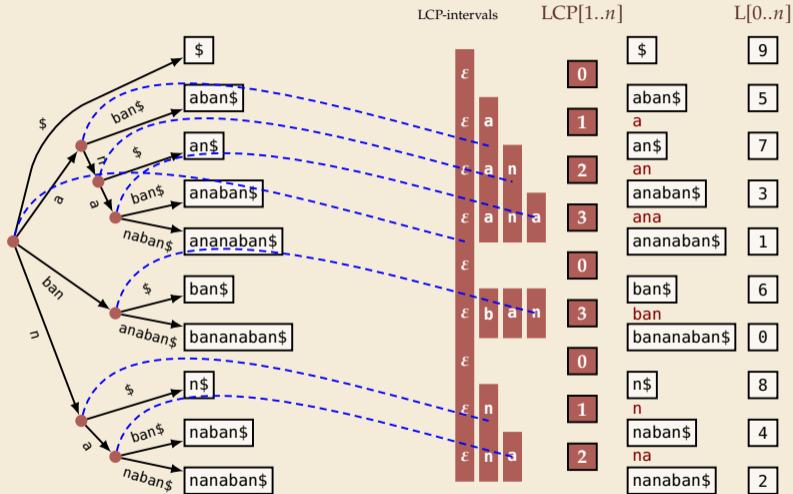 LCP-intervals LCP[1..n] L[0..n]
$ $ ε $ 9
0
ban$ aban$ ε a aban$ 5
1 a
n $ an$ ε a n an$ 7
2 an
a a ban$ anaban$ ε a n a anaban$ 3
3 ana
naban$ ananaban$ ananaban$ 1
ε 0
ban $ ban$ ban$ 6
ε b a n 3 ban
n anaban$ bananaban$ bananaban$ 0
ε 0
$ n$ n$ 8
ε n 1 n
a ban$ naban$ naban$ 4
ε n a 2 na
naban$ nanaban$ nanaban$ 2